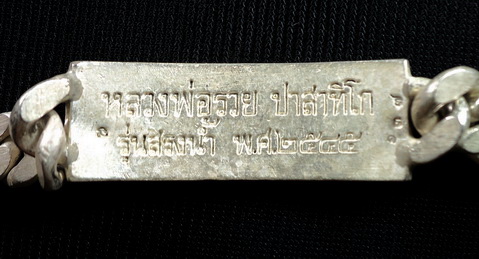 หลวงพ่อรวย ปาสาทิโก
รุ่นสรงน้ำ พ.ศ.๒๕๔๕